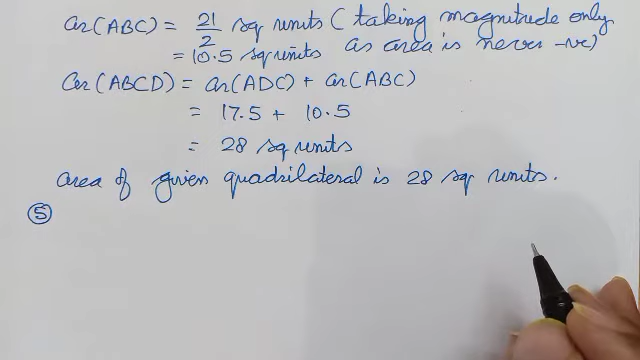 ar(ABC) = 21/2 sq units (taking magnitude only
= 10.5 sq units as area is never -ve)
ar(ABCD) = ar(ADC) + ar(ABC)
= 17.5 + 10.5
= 28 sq units
area of given quadrilateral is 28 sq units.
5